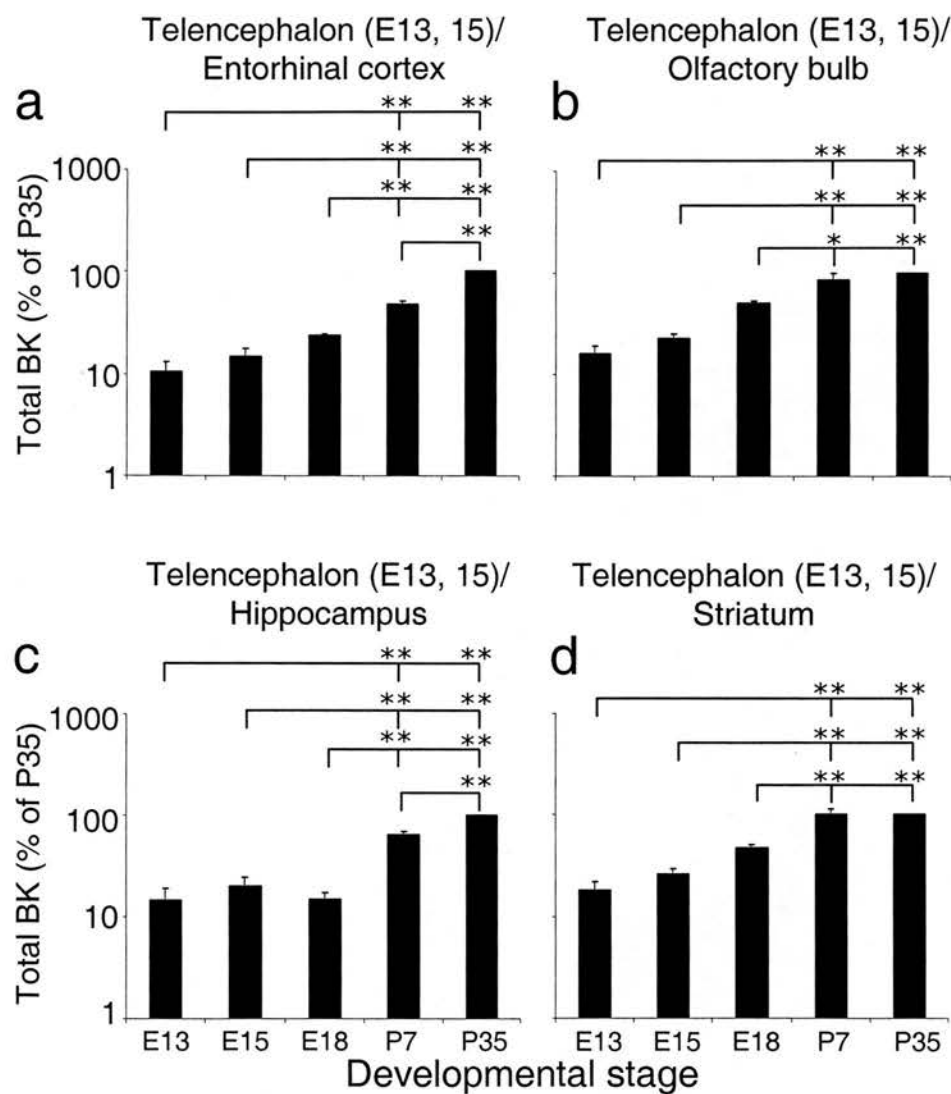 Telencephalon (E13, 15)/
Entorhinal cortex
Telencephalon (E13, 15)/
Olfactory bulb
a
** **
** **
** **
**
b
** **
** **
* **
Total BK (% of P35)
1000
100
10
1
Telencephalon (E13, 15)/
Hippocampus
Telencephalon (E13, 15)/
Striatum
c
** **
** **
** **
**
d
** **
** **
** **
Total BK (% of P35)
1000
100
10
1
E13 E15 E18 P7 P35
E13 E15 E18 P7 P35
Developmental stage